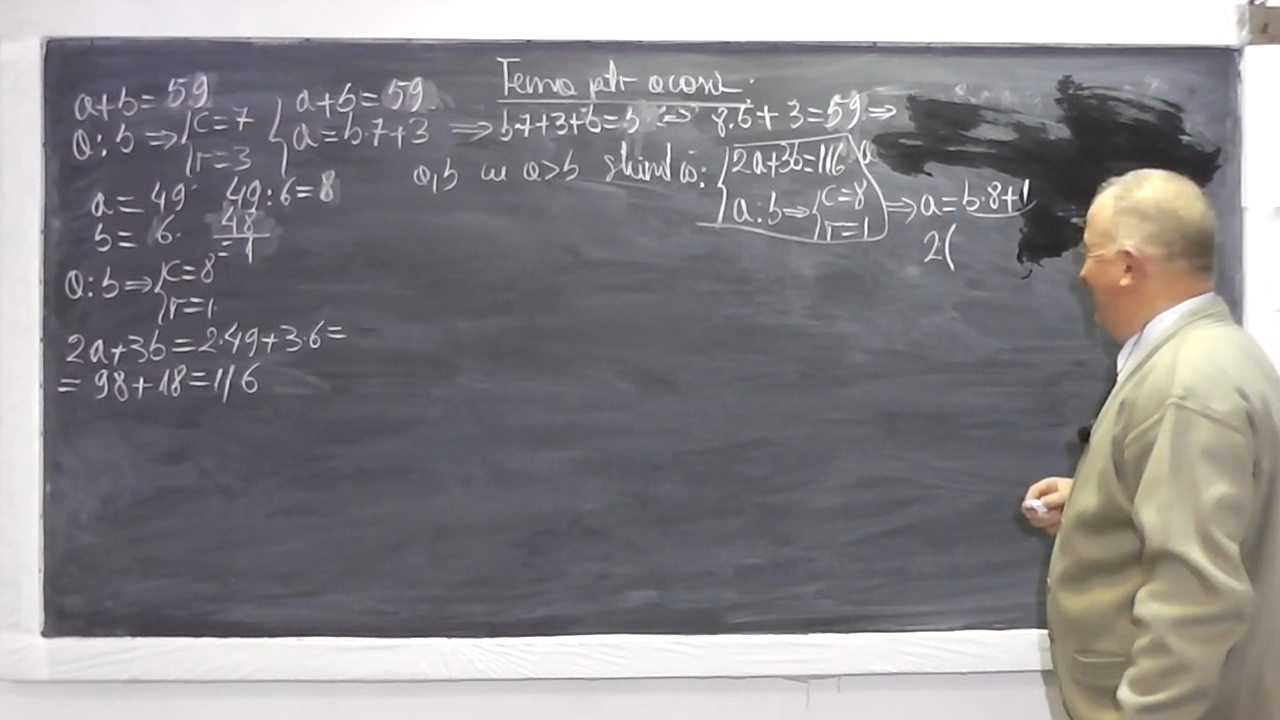 a+b=59
a:b⇒{c=7
r=3
{a+b=59
a=b·7+3
a=49 49:6=8
b=6 48
=1
a:b⇒{c=8
r=1
2a+3b=2·49+3·6=
=98+18=116
Tema ptr acasă
⇒b·7+3+b=5 ⇔ 8·b+3=59⇒
a,b cu a>b știind că: {2a+3b=116
a:b⇒{c=8
r=1
⇒a=b·8+1
2(